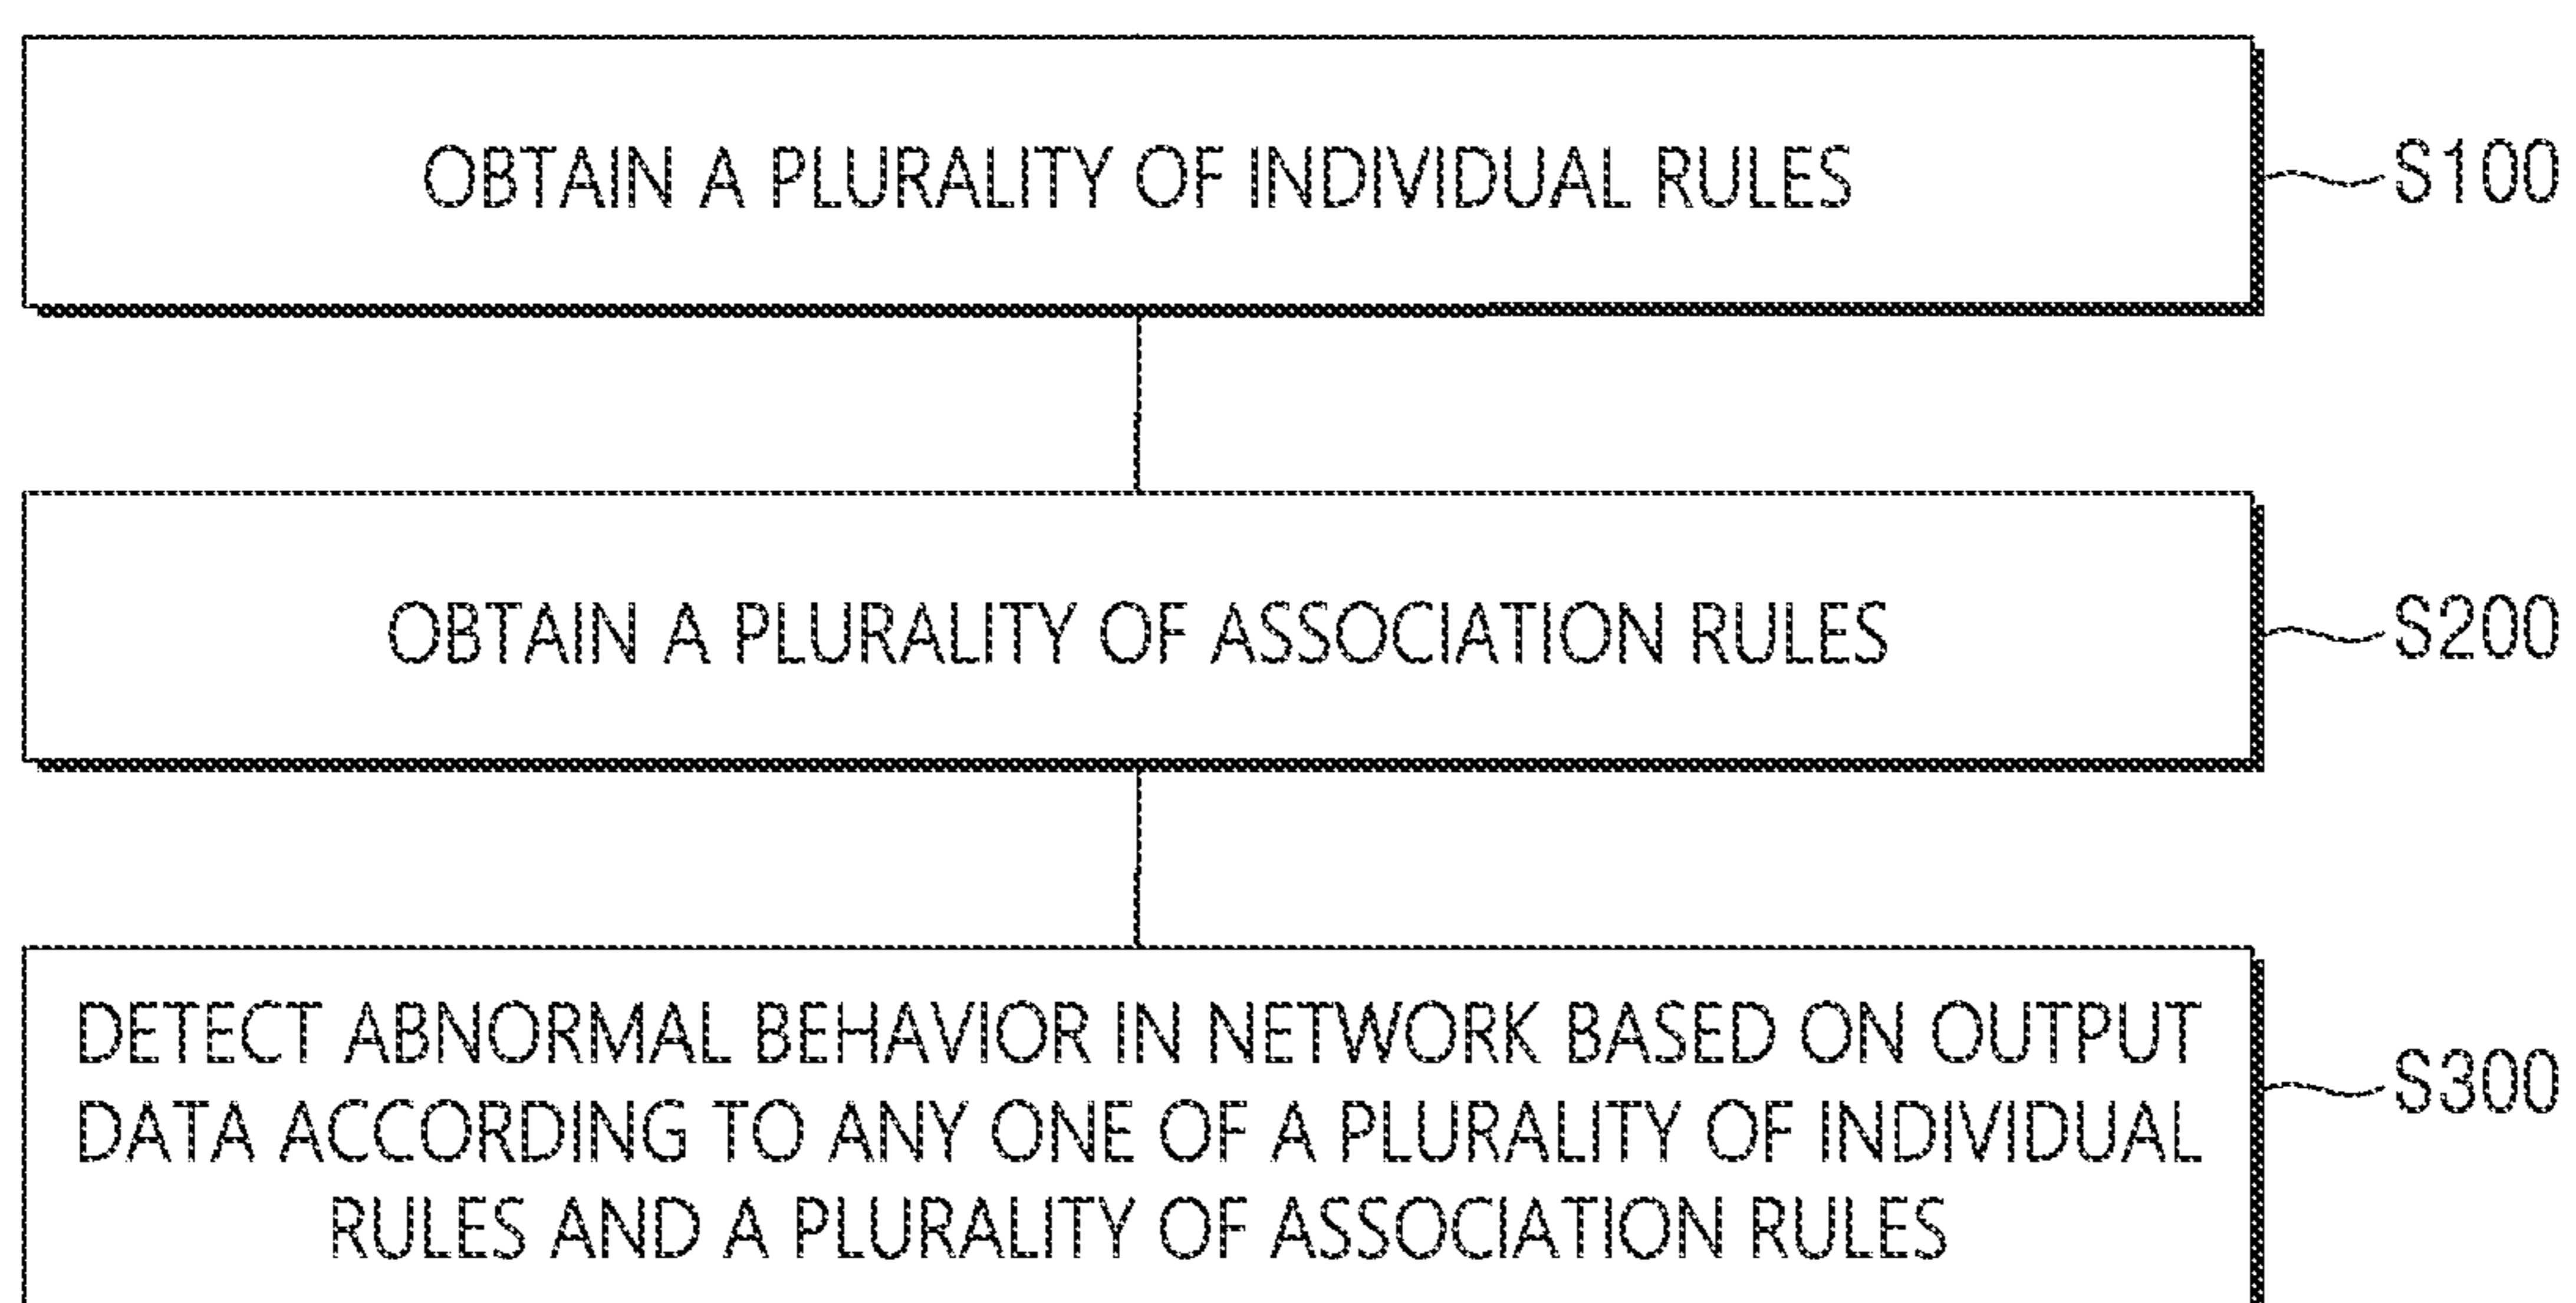 OBTAIN A PLURALITY OF INDIVIDUAL RULES
S100
OBTAIN A PLURALITY OF ASSOCIATION RULES
S200
DETECT ABNORMAL BEHAVIOR IN NETWORK BASED ON OUTPUT
DATA ACCORDING TO ANY ONE OF A PLURALITY OF INDIVIDUAL
RULES AND A PLURALITY OF ASSOCIATION RULES
S300